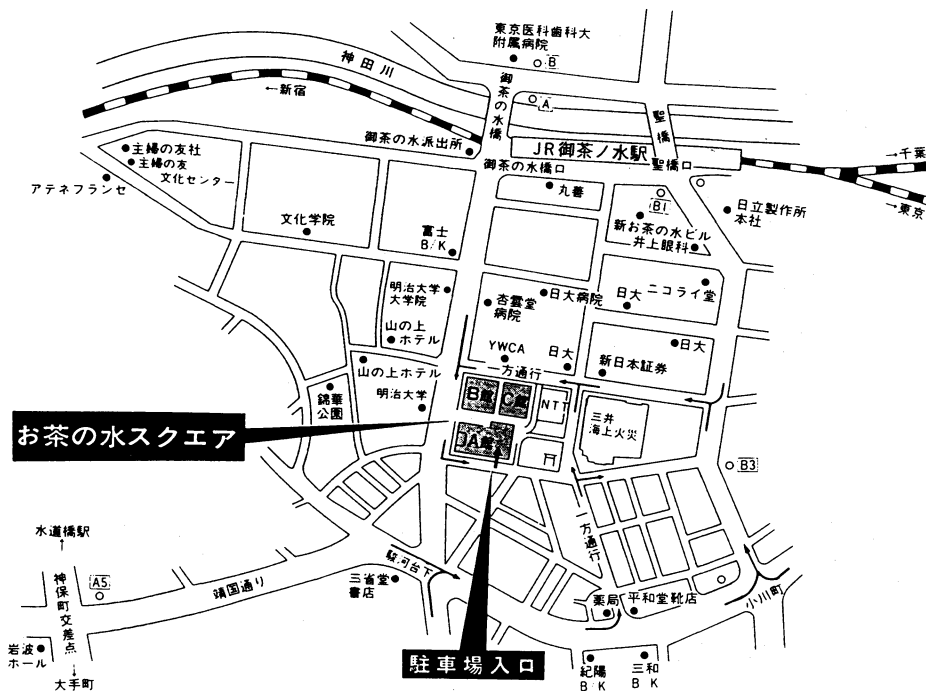 東京医科歯科大
附属病院
B
神田川
←新宿
御茶の水橋
A
聖橋
御茶の水派出所
JR御茶ノ水駅
→千葉
→東京
御茶の水橋口
聖橋口
主婦の友社
主婦の友
文化センター
アテネフランセ
丸善
B1
日立製作所
本社
文化学院
富士
B/K
新お茶の水ビル
井上眼科
明治大学
大学院
杏雲堂
病院
日大病院
日大
ニコライ堂
山の上
ホテル
YWCA
日大
新日本証券
日大
山の上ホテル
一方通行
錦華
公園
明治大学
B館
C館
NTT
三井
海上火災
お茶の水スクエア
A館
B3
一方通行
水道橋駅
↑
A5
神保町交差点
靖国通り
駿河台下
三省堂
書店
薬局
平和堂靴店
小川町
岩波
ホール
↓
大手町
駐車場入口
紀陽
B K
三和
B K